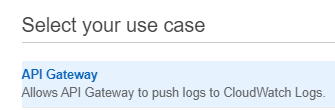 Select your use case
API Gateway
Allows API Gateway to push logs to CloudWatch Logs.